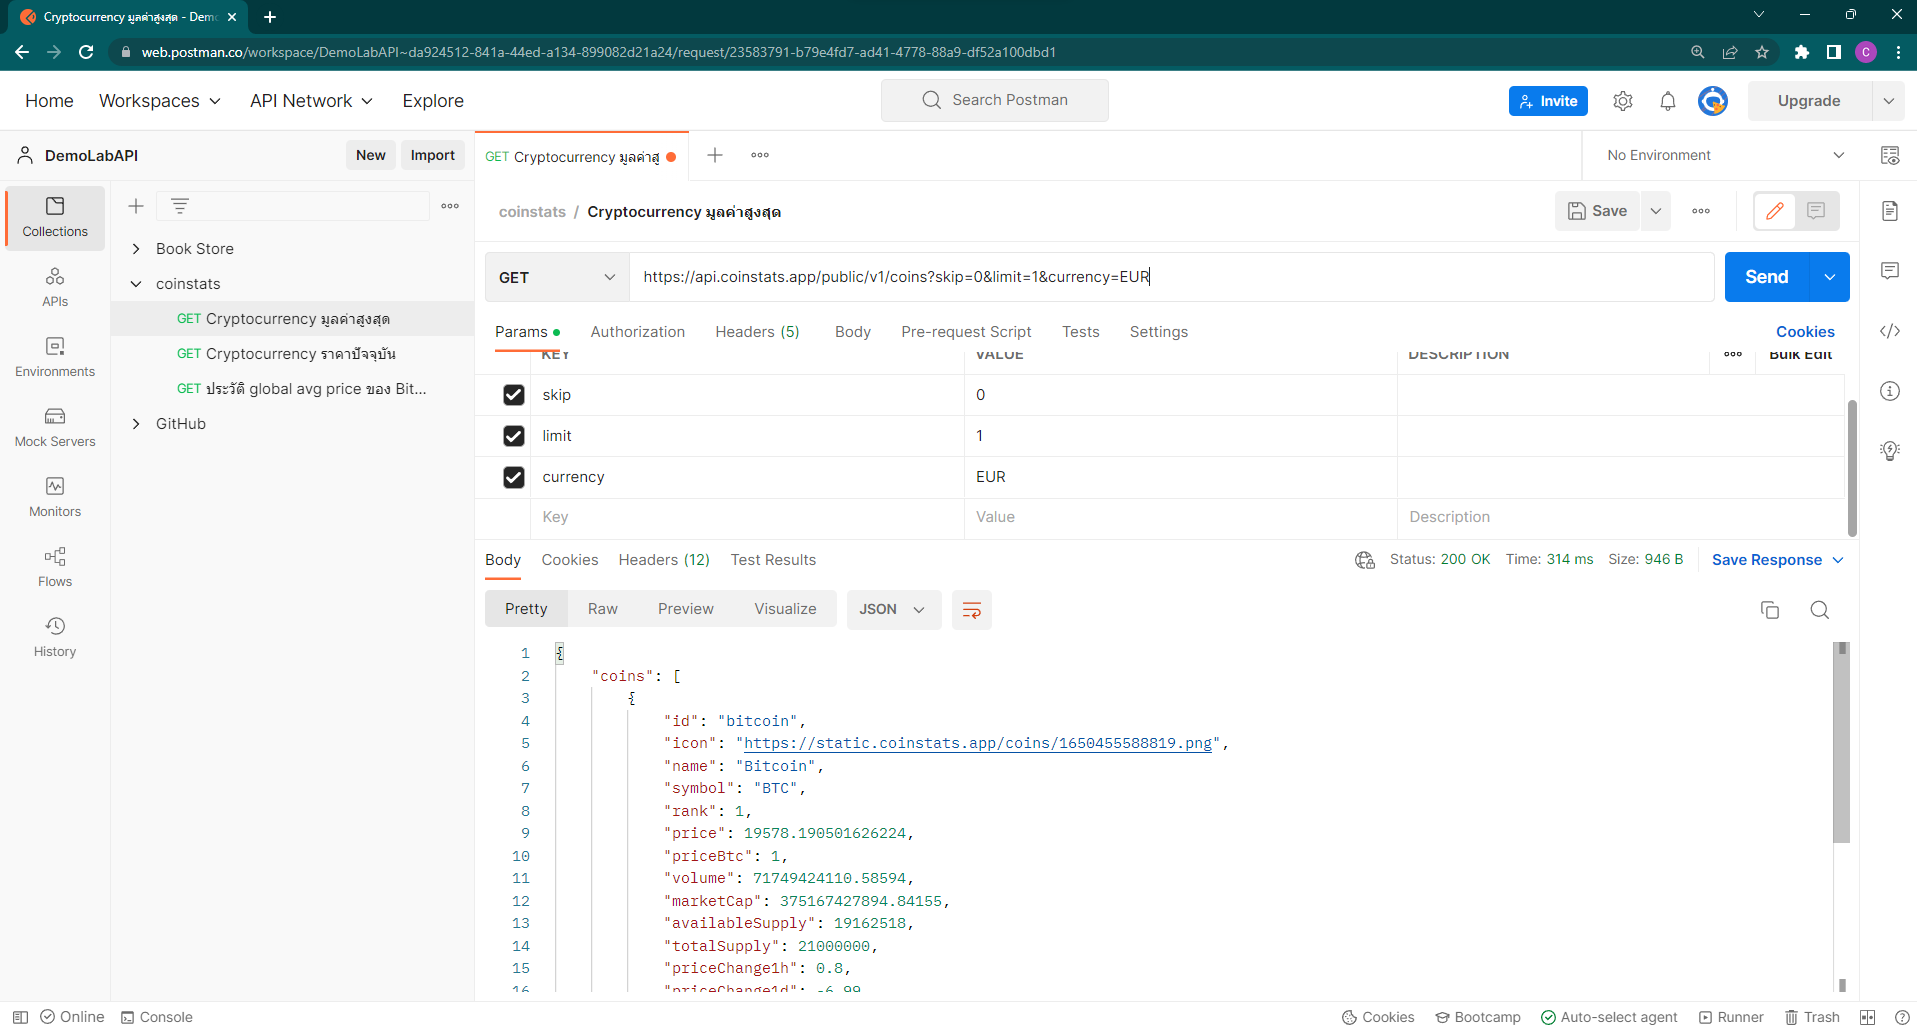 Cryptocurrency มูลค่าสูงสุด - Demo
web.postman.co/workspace/DemoLabAPI~da924512-841a-44ed-a134-899082d21a24/request/23583791-b79e4fd7-ad41-4778-88a9-df52a100dbd1
C
Home Workspaces API Network Explore
Search Postman
Invite
Upgrade
DemoLabAPI
New Import
GET Cryptocurrency มูลค่าสู
No Environment
Collections
APIs
Environments
Mock Servers
Monitors
Flows
History
Book Store
coinstats
GET Cryptocurrency มูลค่าสูงสุด
GET Cryptocurrency ราคาปัจจุบัน
GET ประวัติ global avg price ของ Bit...
GitHub
coinstats / Cryptocurrency มูลค่าสูงสุด
Save
GET https://api.coinstats.app/public/v1/coins?skip=0&limit=1&currency=EUR
Send
Params Authorization Headers (5) Body Pre-request Script Tests Settings Cookies
KEY VALUE DESCRIPTION Bulk Edit
skip 0
limit 1
currency EUR
Key Value Description
Body Cookies Headers (12) Test Results
Status: 200 OK Time: 314 ms Size: 946 B Save Response
Pretty Raw Preview Visualize JSON
1 {
2 "coins": [
3 {
4 "id": "bitcoin",
5 "icon": "https://static.coinstats.app/coins/1650455588819.png",
6 "name": "Bitcoin",
7 "symbol": "BTC",
8 "rank": 1,
9 "price": 19578.190501626224,
10 "priceBtc": 1,
11 "volume": 71749424110.58594,
12 "marketCap": 375167427894.84155,
13 "availableSupply": 19162518,
14 "totalSupply": 21000000,
15 "priceChange1h": 0.8,
16 "priceChange1d": -6.99
Online Console
Cookies Bootcamp Auto-select agent Runner Trash